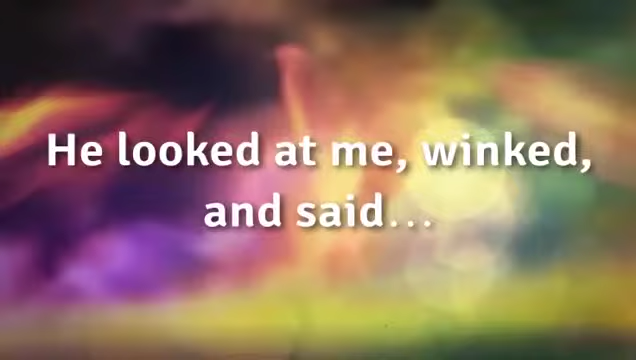 He looked at me, winked,
and said...